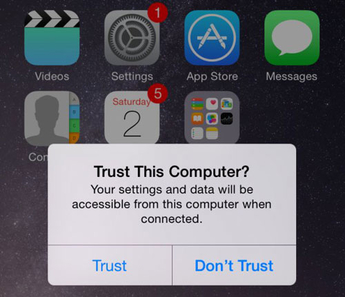 1
Videos
Settings
App Store
Messages
5
Saturday
2
Trust This Computer?
Your settings and data will be
accessible from this computer when
connected.
Trust
Don't Trust